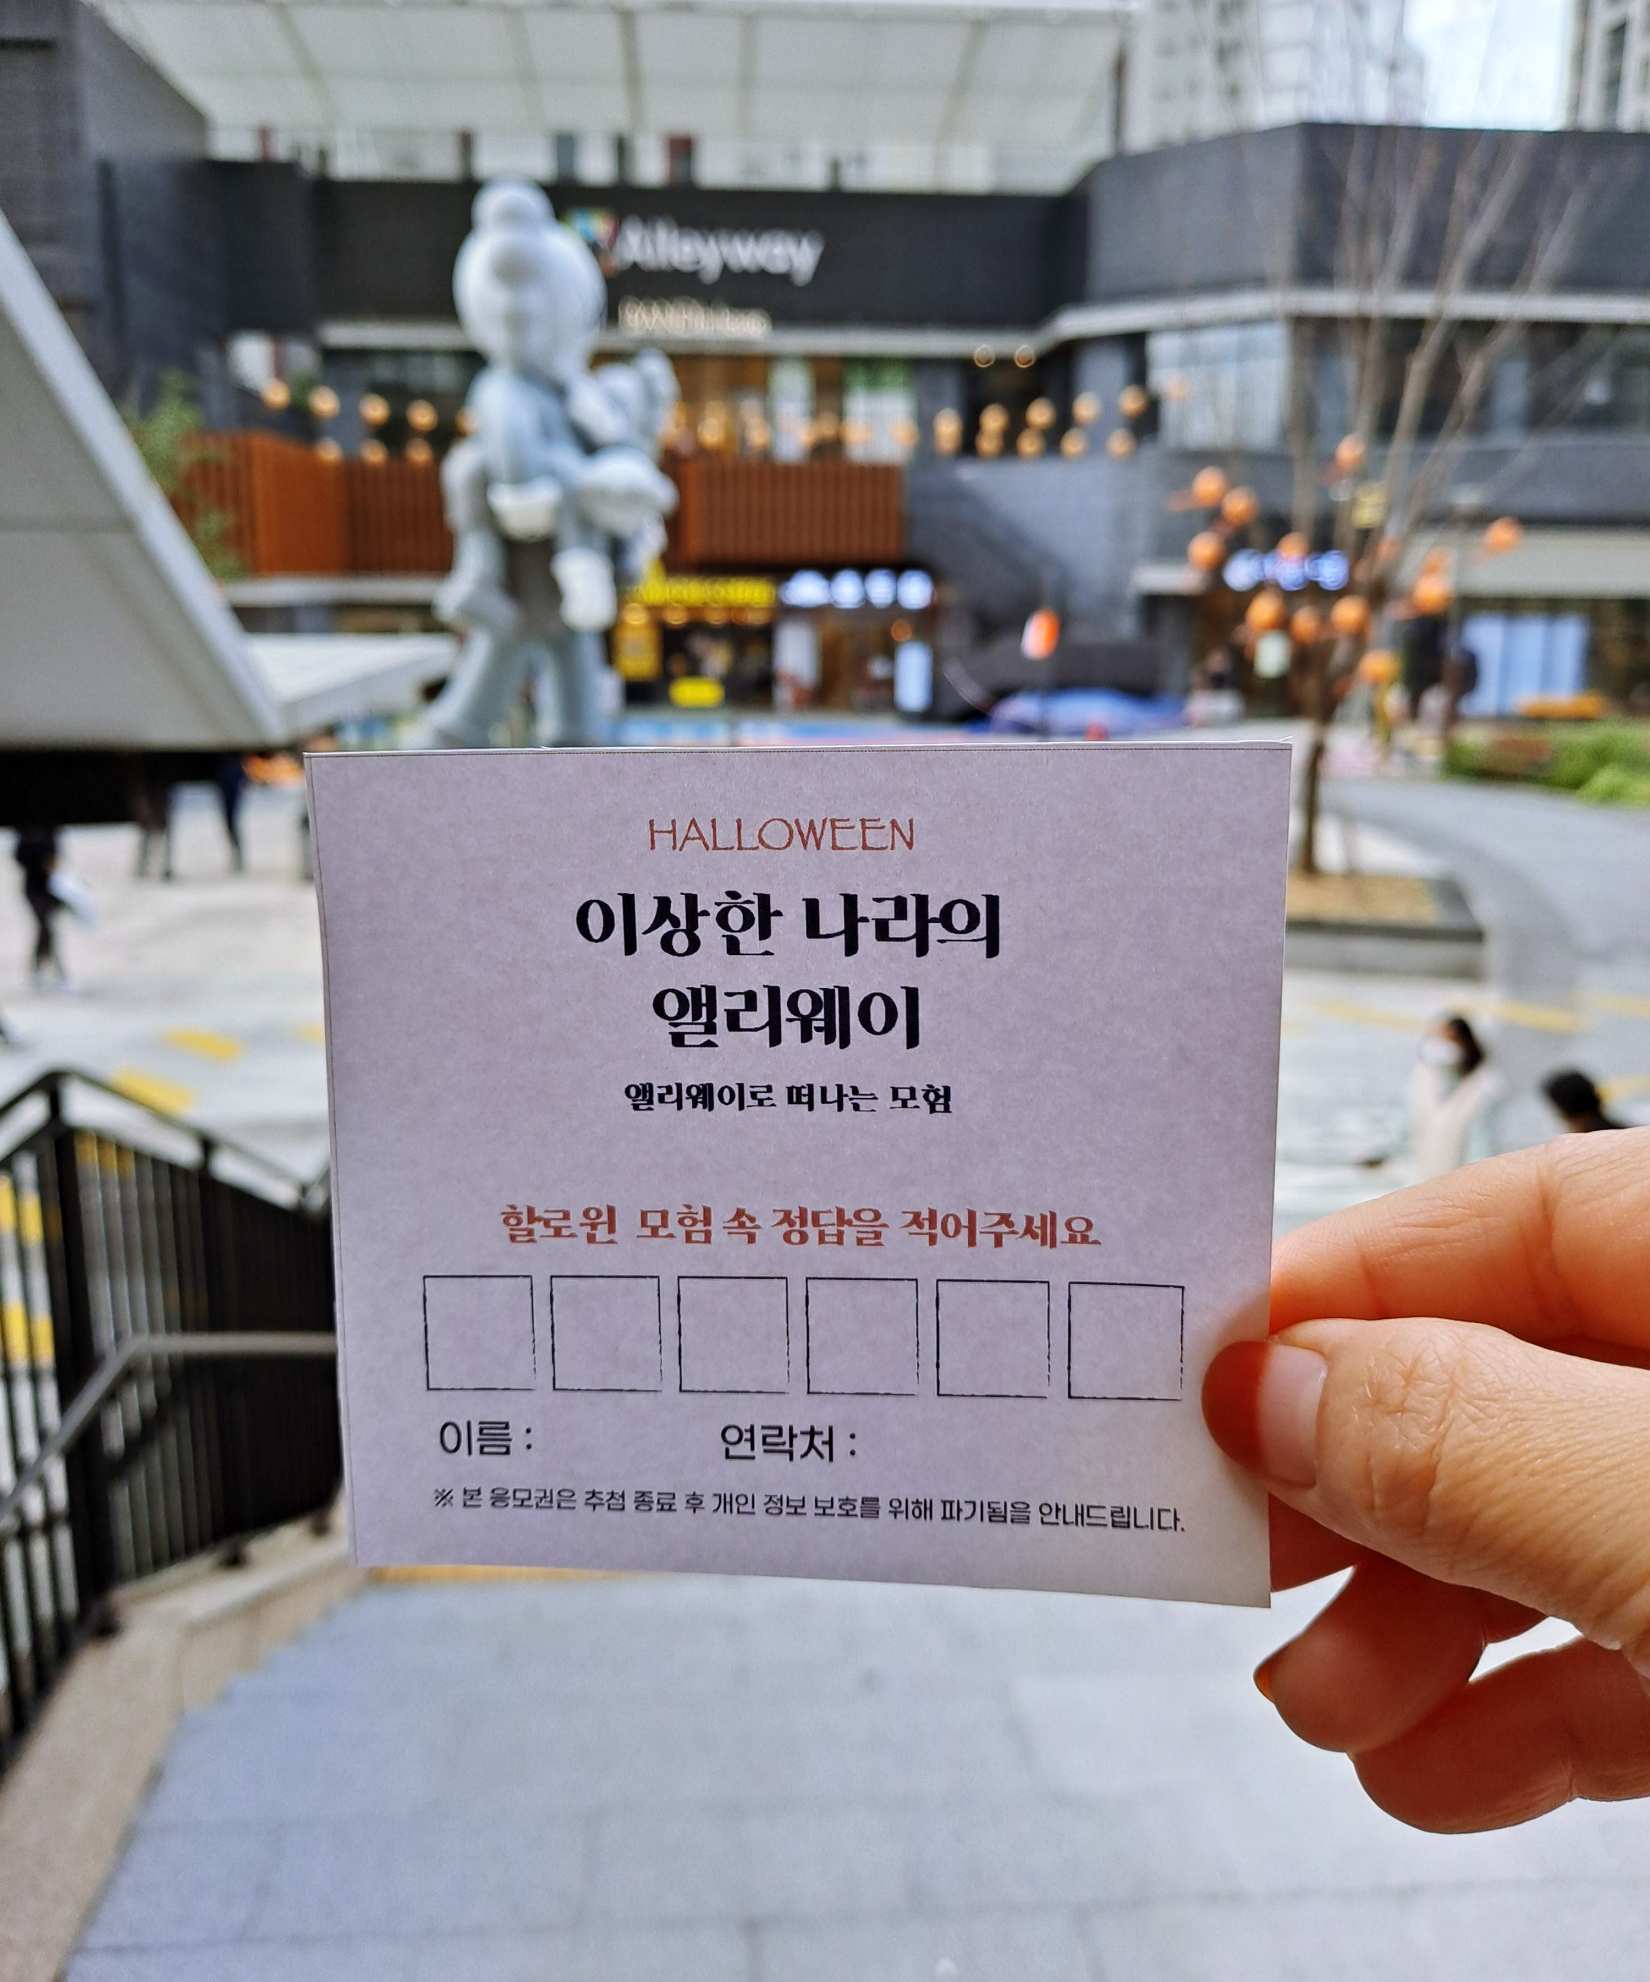 Alleyway
HALLOWEEN
이상한 나라의
앨리웨이
앨리웨이로 떠나는 모험
할로윈 모험 속 정답을 적어주세요
이름 :
연락처 :
※ 본 응모권은 추첨 종료 후 개인 정보 보호를 위해 파기됨을 안내드립니다.